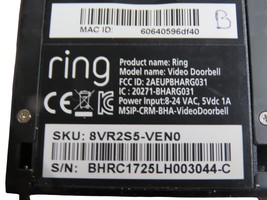 B
MAC ID: 60640596df40
ring
Product name: Ring
Model name: Video Doorbell
FCC ID: 2AEUPBHARG031
IC: 20271-BHARG031
Power Input:8-24 VAC, 5Vdc 1A
MSIP-CRM-BHA-VideoDoorbell
SKU: 8VR2S5-VEN0
S/N: BHRC1725LH003044-C